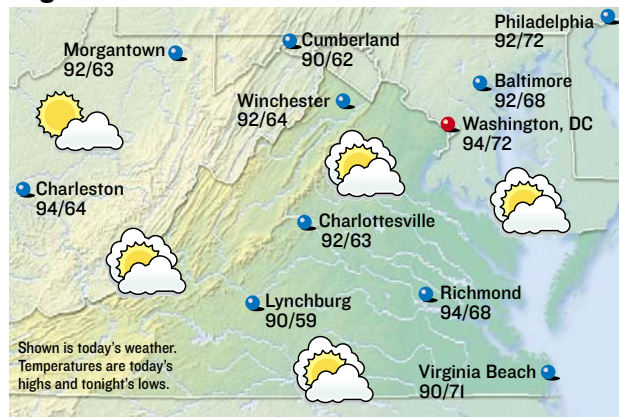 Philadelphia
92/72
Morgantown
92/63
Cumberland
90/62
Baltimore
92/68
Winchester
92/64
Washington, DC
94/72
Charleston
94/64
Charlottesville
92/63
Lynchburg
90/59
Richmond
94/68
Shown is today's weather.
Temperatures are today's
highs and tonight's lows.
Virginia Beach
90/71